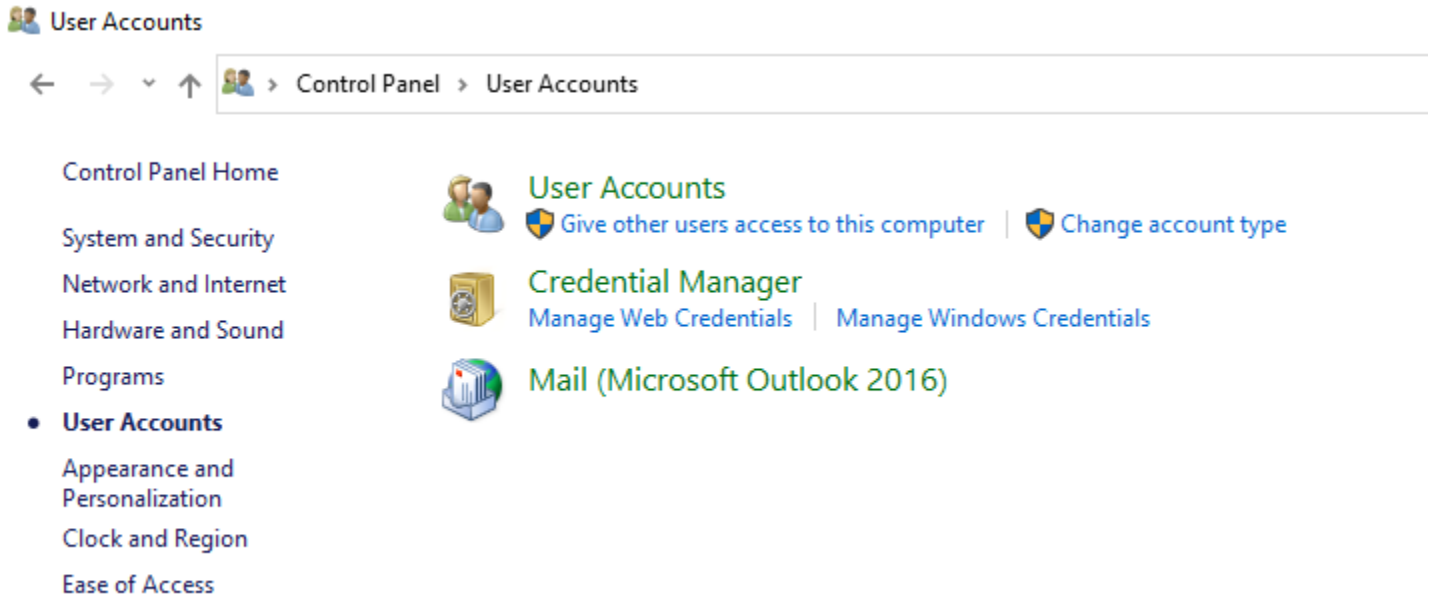 User Accounts
Control Panel > User Accounts
Control Panel Home
System and Security
Network and Internet
Hardware and Sound
Programs
• User Accounts
Appearance and
Personalization
Clock and Region
Ease of Access
User Accounts
Give other users access to this computer | Change account type
Credential Manager
Manage Web Credentials | Manage Windows Credentials
Mail (Microsoft Outlook 2016)